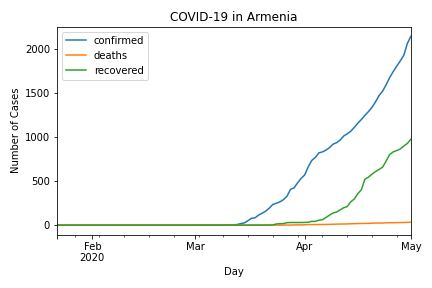 COVID-19 in Armenia
confirmed
deaths
recovered
Number of Cases
2000
1500
1000
500
0
Feb
2020
Mar
Apr
May
Day